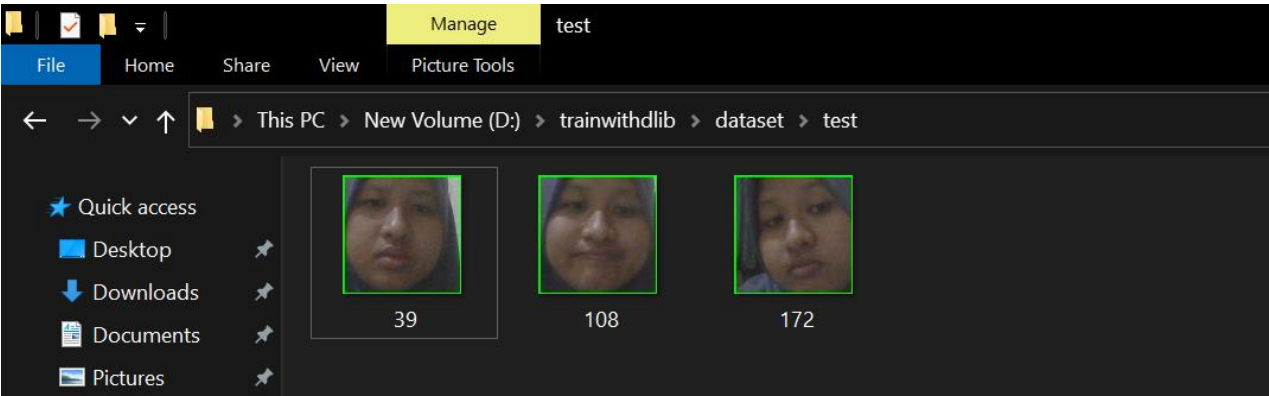 Manage test
File Home Share View Picture Tools
This PC New Volume (D:) trainwithdlib dataset test
Quick access
Desktop
Downloads
Documents
Pictures
39 108 172